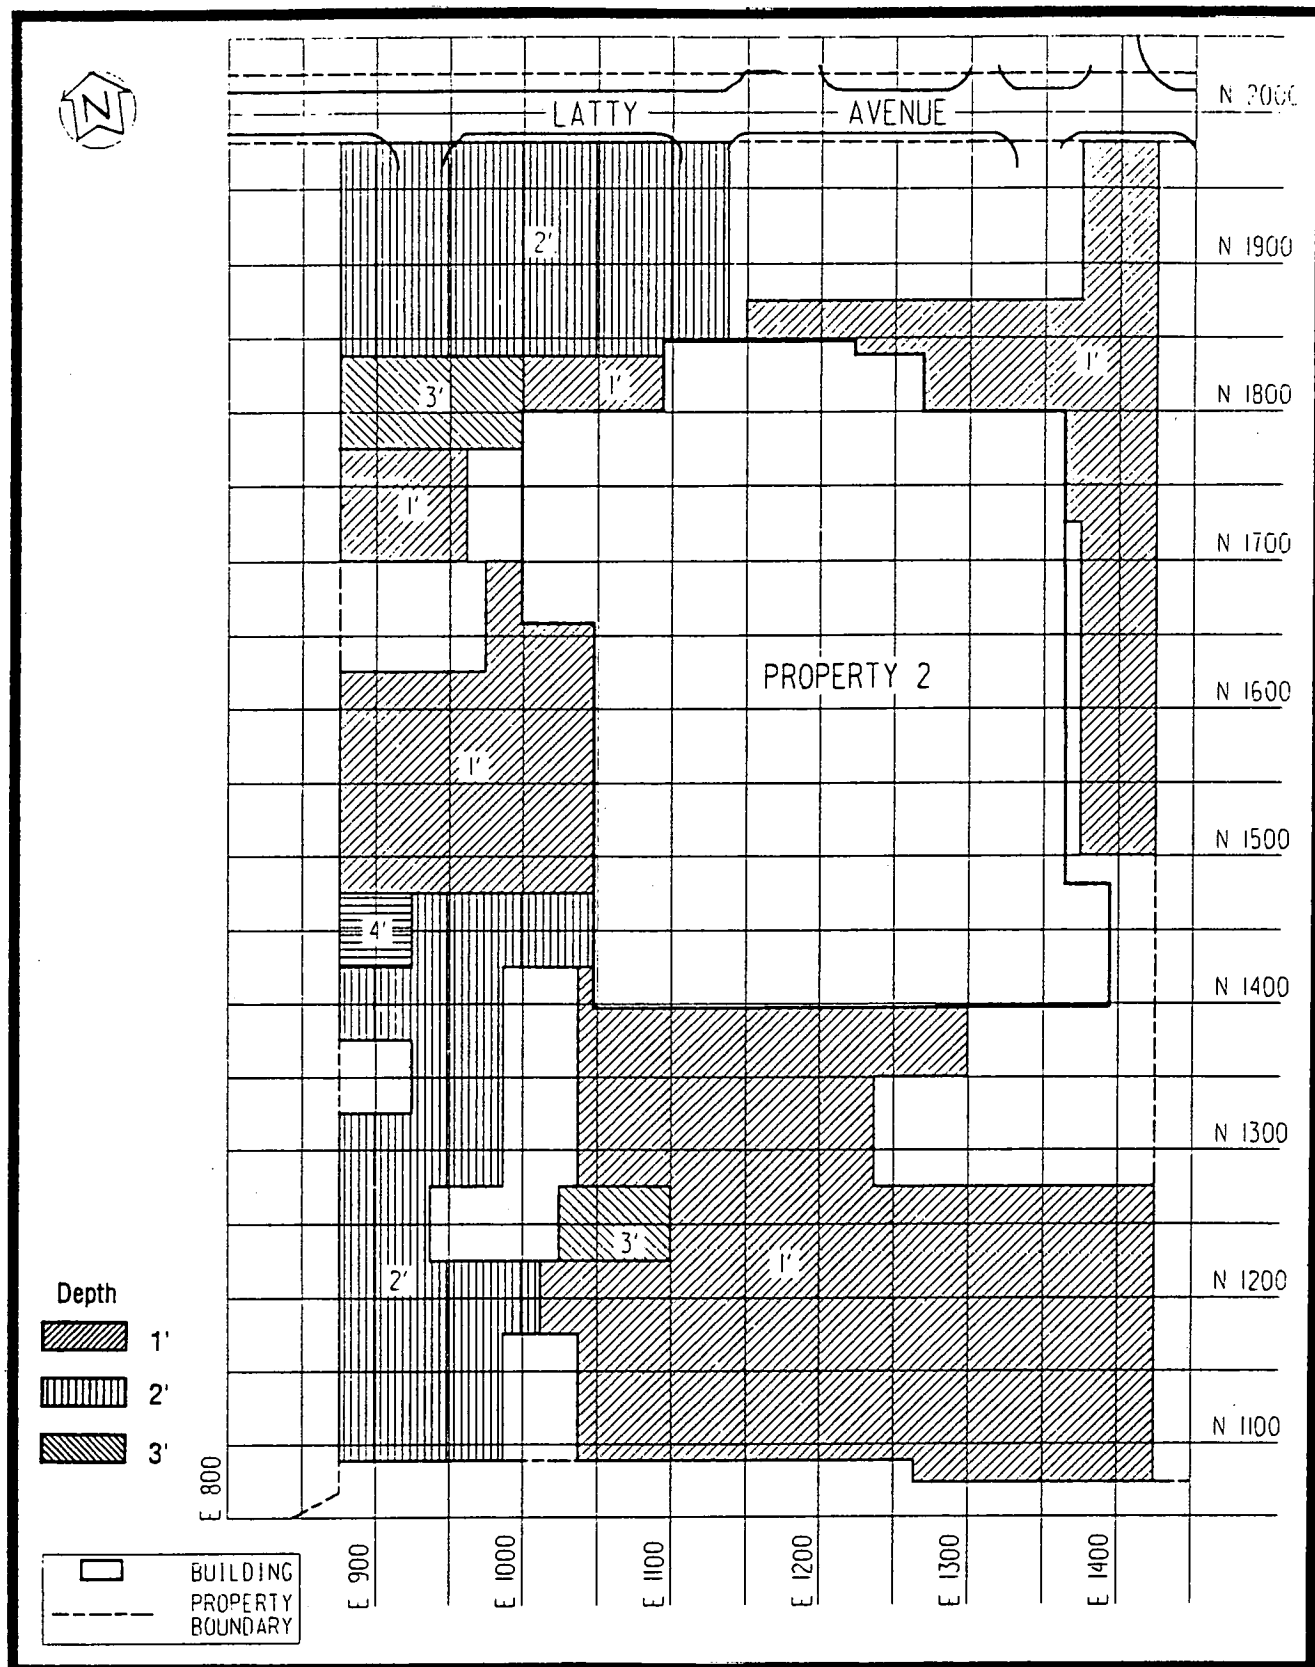 N
LATTY AVENUE
N 2000
2'
N 1900
3'
1'
1'
N 1800
1'
N 1700
PROPERTY 2
N 1600
1'
N 1500
4'
N 1400
N 1300
3'
2'
1'
N 1200
Depth
1'
2'
3'
N 1100
E 800
E 900
E 1000
E 1100
E 1200
E 1300
E 1400
BUILDING
PROPERTY
BOUNDARY